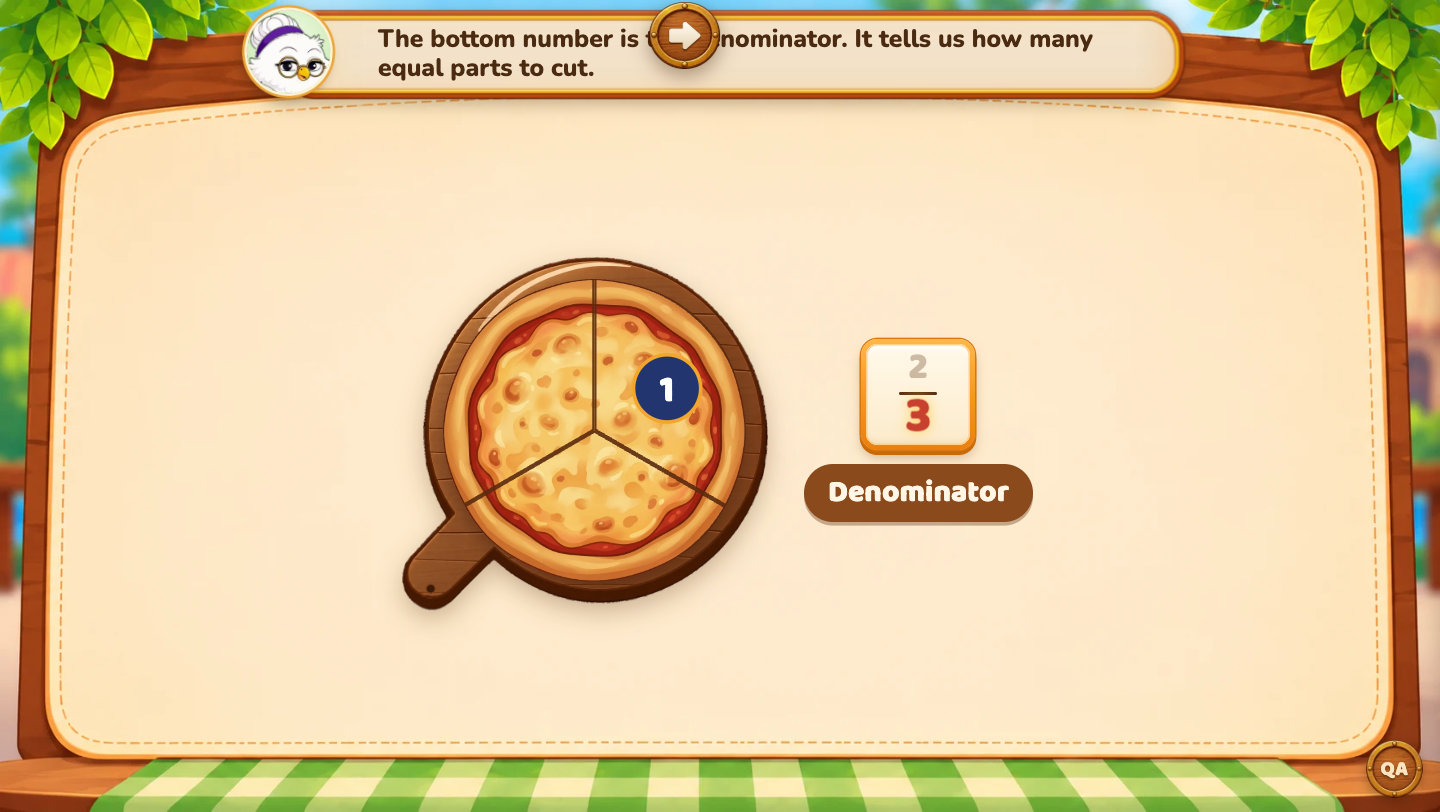 The bottom number is nominator. It tells us how many
equal parts to cut.
1
2
3
Denominator
QA